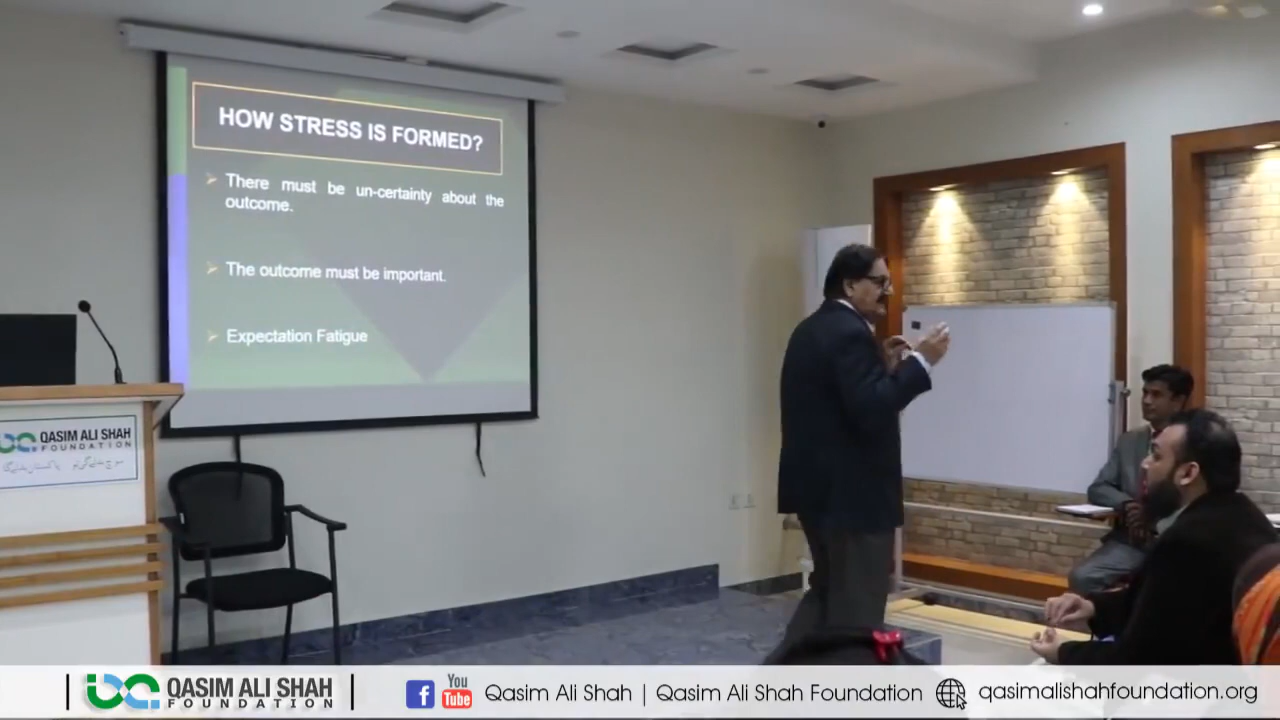 HOW STRESS IS FORMED?
➢ There must be un-certainty about the
outcome.
➢ The outcome must be important.
➢ Expectation Fatigue
QASIM ALI SHAH
FOUNDATION
QASIM ALI SHAH
FOUNDATION
f
You
Tube
Qasim Ali Shah | Qasim Ali Shah Foundation
qasimalishahfoundation.org